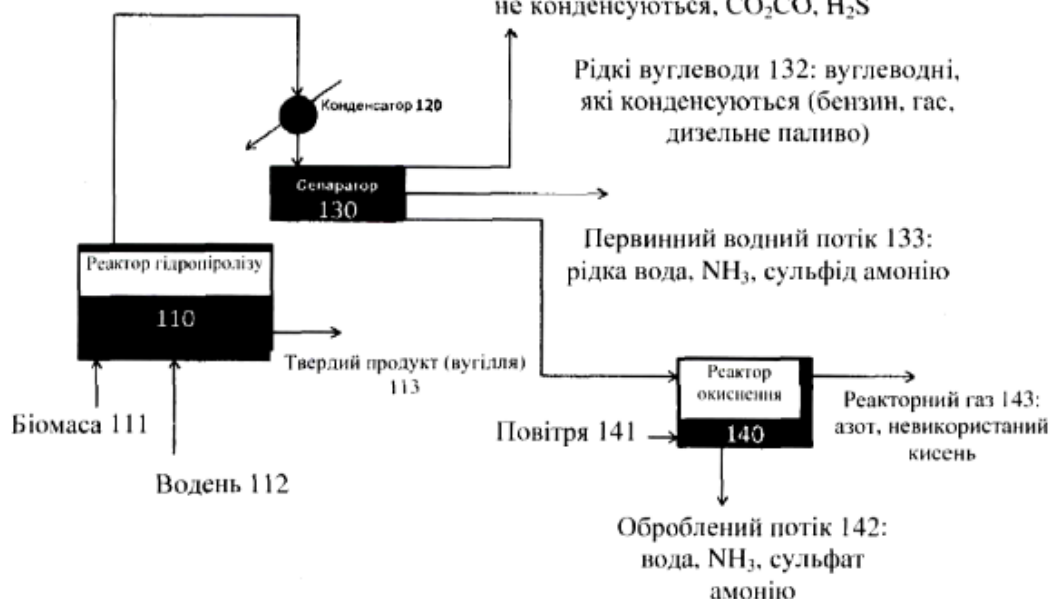 не конденсуються, CO₂CO, H₂S
Рідкі вуглеводи 132: вуглеводні,
які конденсуються (бензин, гас,
дизельне паливо)
Конденсатор 120
Сепаратор
130
Первинний водний потік 133:
рідка вода, NH₃, сульфід амонію
Реактор гідропіролізу
110
Твердий продукт (вугілля)
113
Біомаса 111
Водень 112
Реактор
окиснення
140
Повітря 141
Реакторний газ 143:
азот, невикористаний
кисень
Оброблений потік 142:
вода, NH₃, сульфат
амонію